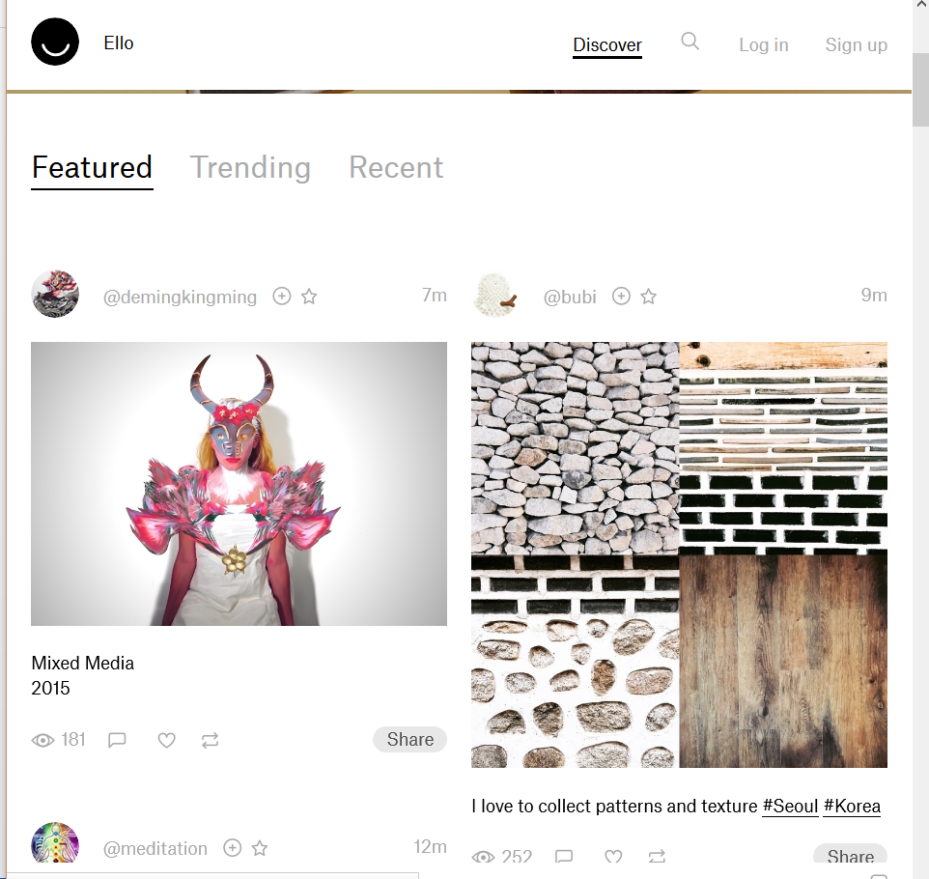 Ello
Discover
Log in
Sign up
Featured
Trending
Recent
@demingkingming
7m
Mixed Media
2015
181
Share
@meditation
12m
@bubi
9m
I love to collect patterns and texture #Seoul #Korea
252
Share